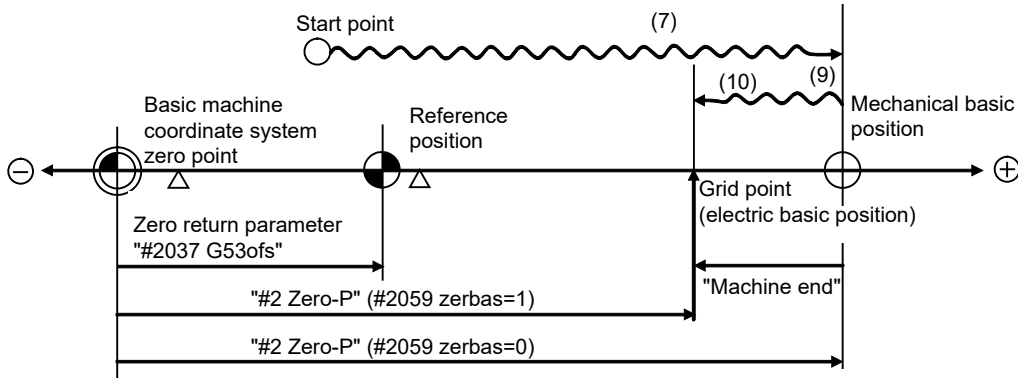 Start point
(7)
(10)
(9)
Basic machine
coordinate system
zero point
Reference
position
Mechanical basic
position
Grid point
(electric basic position)
Zero return parameter
"#2037 G53ofs"
"Machine end"
"#2 Zero-P" (#2059 zerbas=1)
"#2 Zero-P" (#2059 zerbas=0)